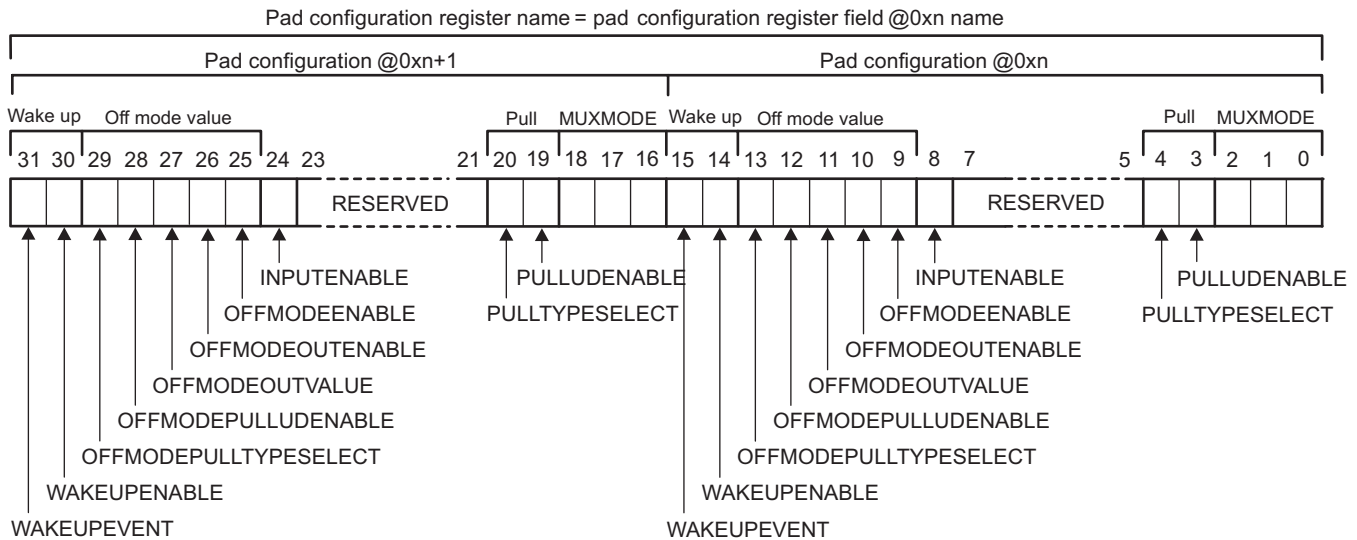 Pad configuration register name = pad configuration register field @0xn name
Pad configuration @0xn+1 Pad configuration @0xn
Wake up Off mode value Pull MUXMODE Wake up Off mode value Pull MUXMODE
31 30 29 28 27 26 25 24 23 21 20 19 18 17 16 15 14 13 12 11 10 9 8 7 5 4 3 2 1 0
RESERVED RESERVED
INPUTENABLE PULLUDENABLE INPUTENABLE PULLUDENABLE
OFFMODEENABLE PULLTYPESELECT OFFMODEENABLE PULLTYPESELECT
OFFMODEOUTENABLE OFFMODEOUTENABLE
OFFMODEOUTVALUE OFFMODEOUTVALUE
OFFMODEPULLUDENABLE OFFMODEPULLUDENABLE
OFFMODEPULLTYPESELECT OFFMODEPULLTYPESELECT
WAKEUPENABLE WAKEUPENABLE
WAKEUPEVENT WAKEUPEVENT